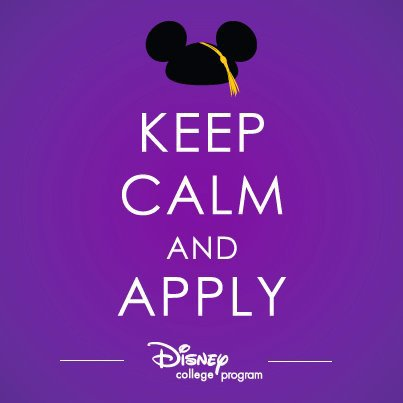 KEEP
CALM
AND
APPLY
Disney
college program